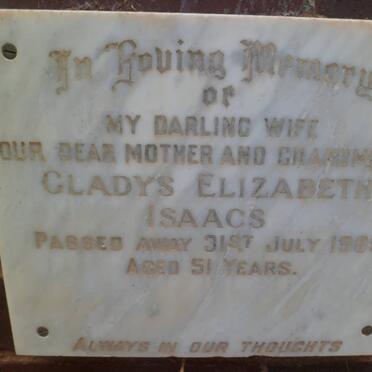 In Loving Memory
of
MY DARLING WIFE
OUR DEAR MOTHER AND
GLADYS ELIZABETH
ISAACS
PASSED AWAY 31ST JULY
AGED 51 YEARS.
ALWAYS IN OUR THOUGHTS